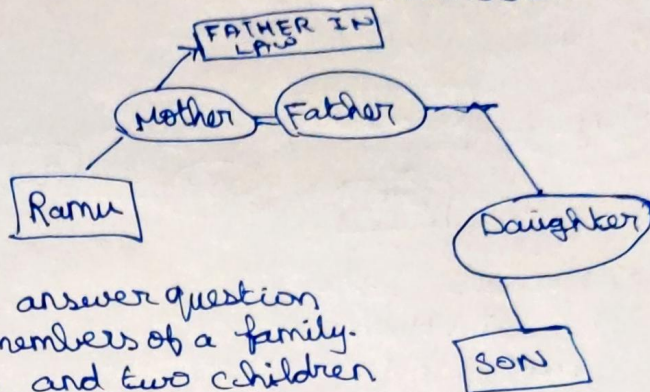 FATHER IN
LAW
Mother
Father
Ramu
Daughter
answer question
members of a family.
and two children
SON